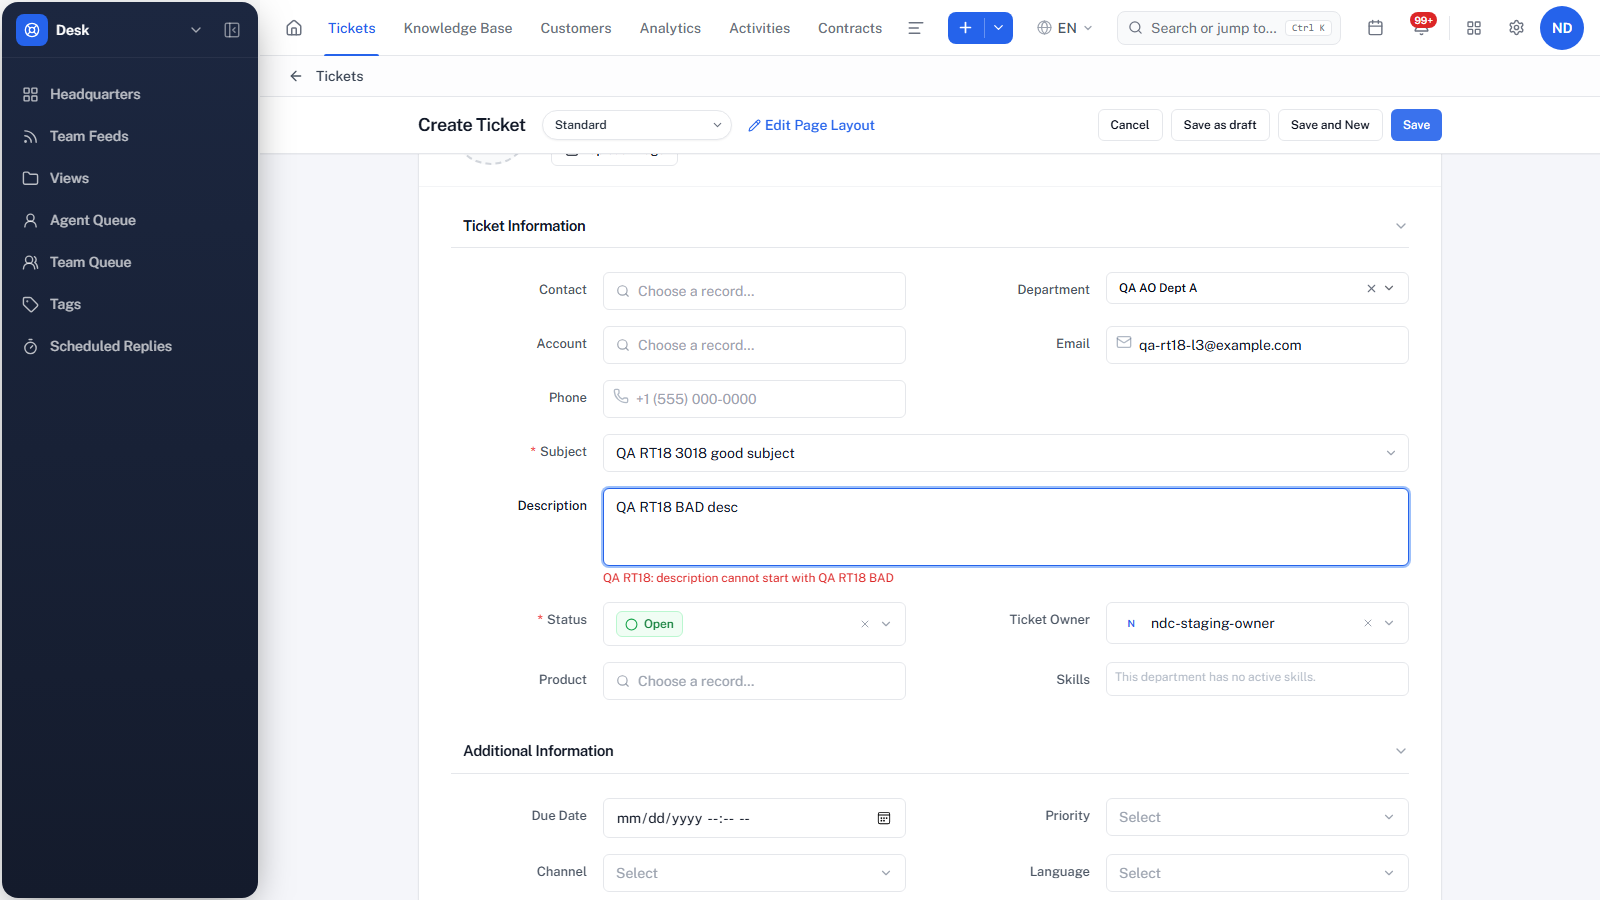 Desk
Tickets
Knowledge Base
Customers
Analytics
Activities
Contracts
EN
Search or jump to...
Ctrl K
99+
ND
Headquarters
Team Feeds
Views
Agent Queue
Team Queue
Tags
Scheduled Replies
Tickets
Create Ticket
Standard
Edit Page Layout
Cancel
Save as draft
Save and New
Save
Ticket Information
Contact
Choose a record...
Department
QA AO Dept A
Account
Choose a record...
Email
qa-rt18-l3@example.com
Phone
+1 (555) 000-0000
* Subject
QA RT18 3018 good subject
Description
QA RT18 BAD desc
QA RT18: description cannot start with QA RT18 BAD
* Status
Open
Ticket Owner
N
ndc-staging-owner
Product
Choose a record...
Skills
This department has no active skills.
Additional Information
Due Date
mm/dd/yyyy --:-- --
Priority
Select
Channel
Select
Language
Select